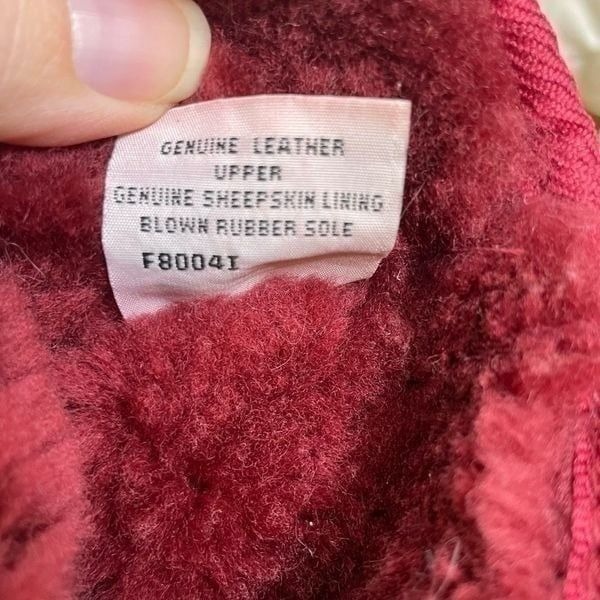 GENUINE LEATHER
UPPER
GENUINE SHEEPSKIN LINING
BLOWN RUBBER SOLE
F8004I